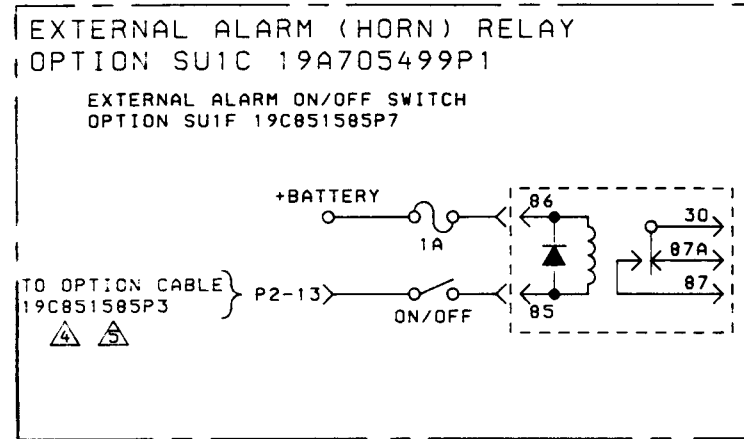 EXTERNAL ALARM (HORN) RELAY
OPTION SU1C 19A705499P1
EXTERNAL ALARM ON/OFF SWITCH
OPTION SU1F 19C851585P7
+BATTERY
1A
86
30
87A
87
85
TO OPTION CABLE
19C851585P3
P2-13
ON/OFF
4 5